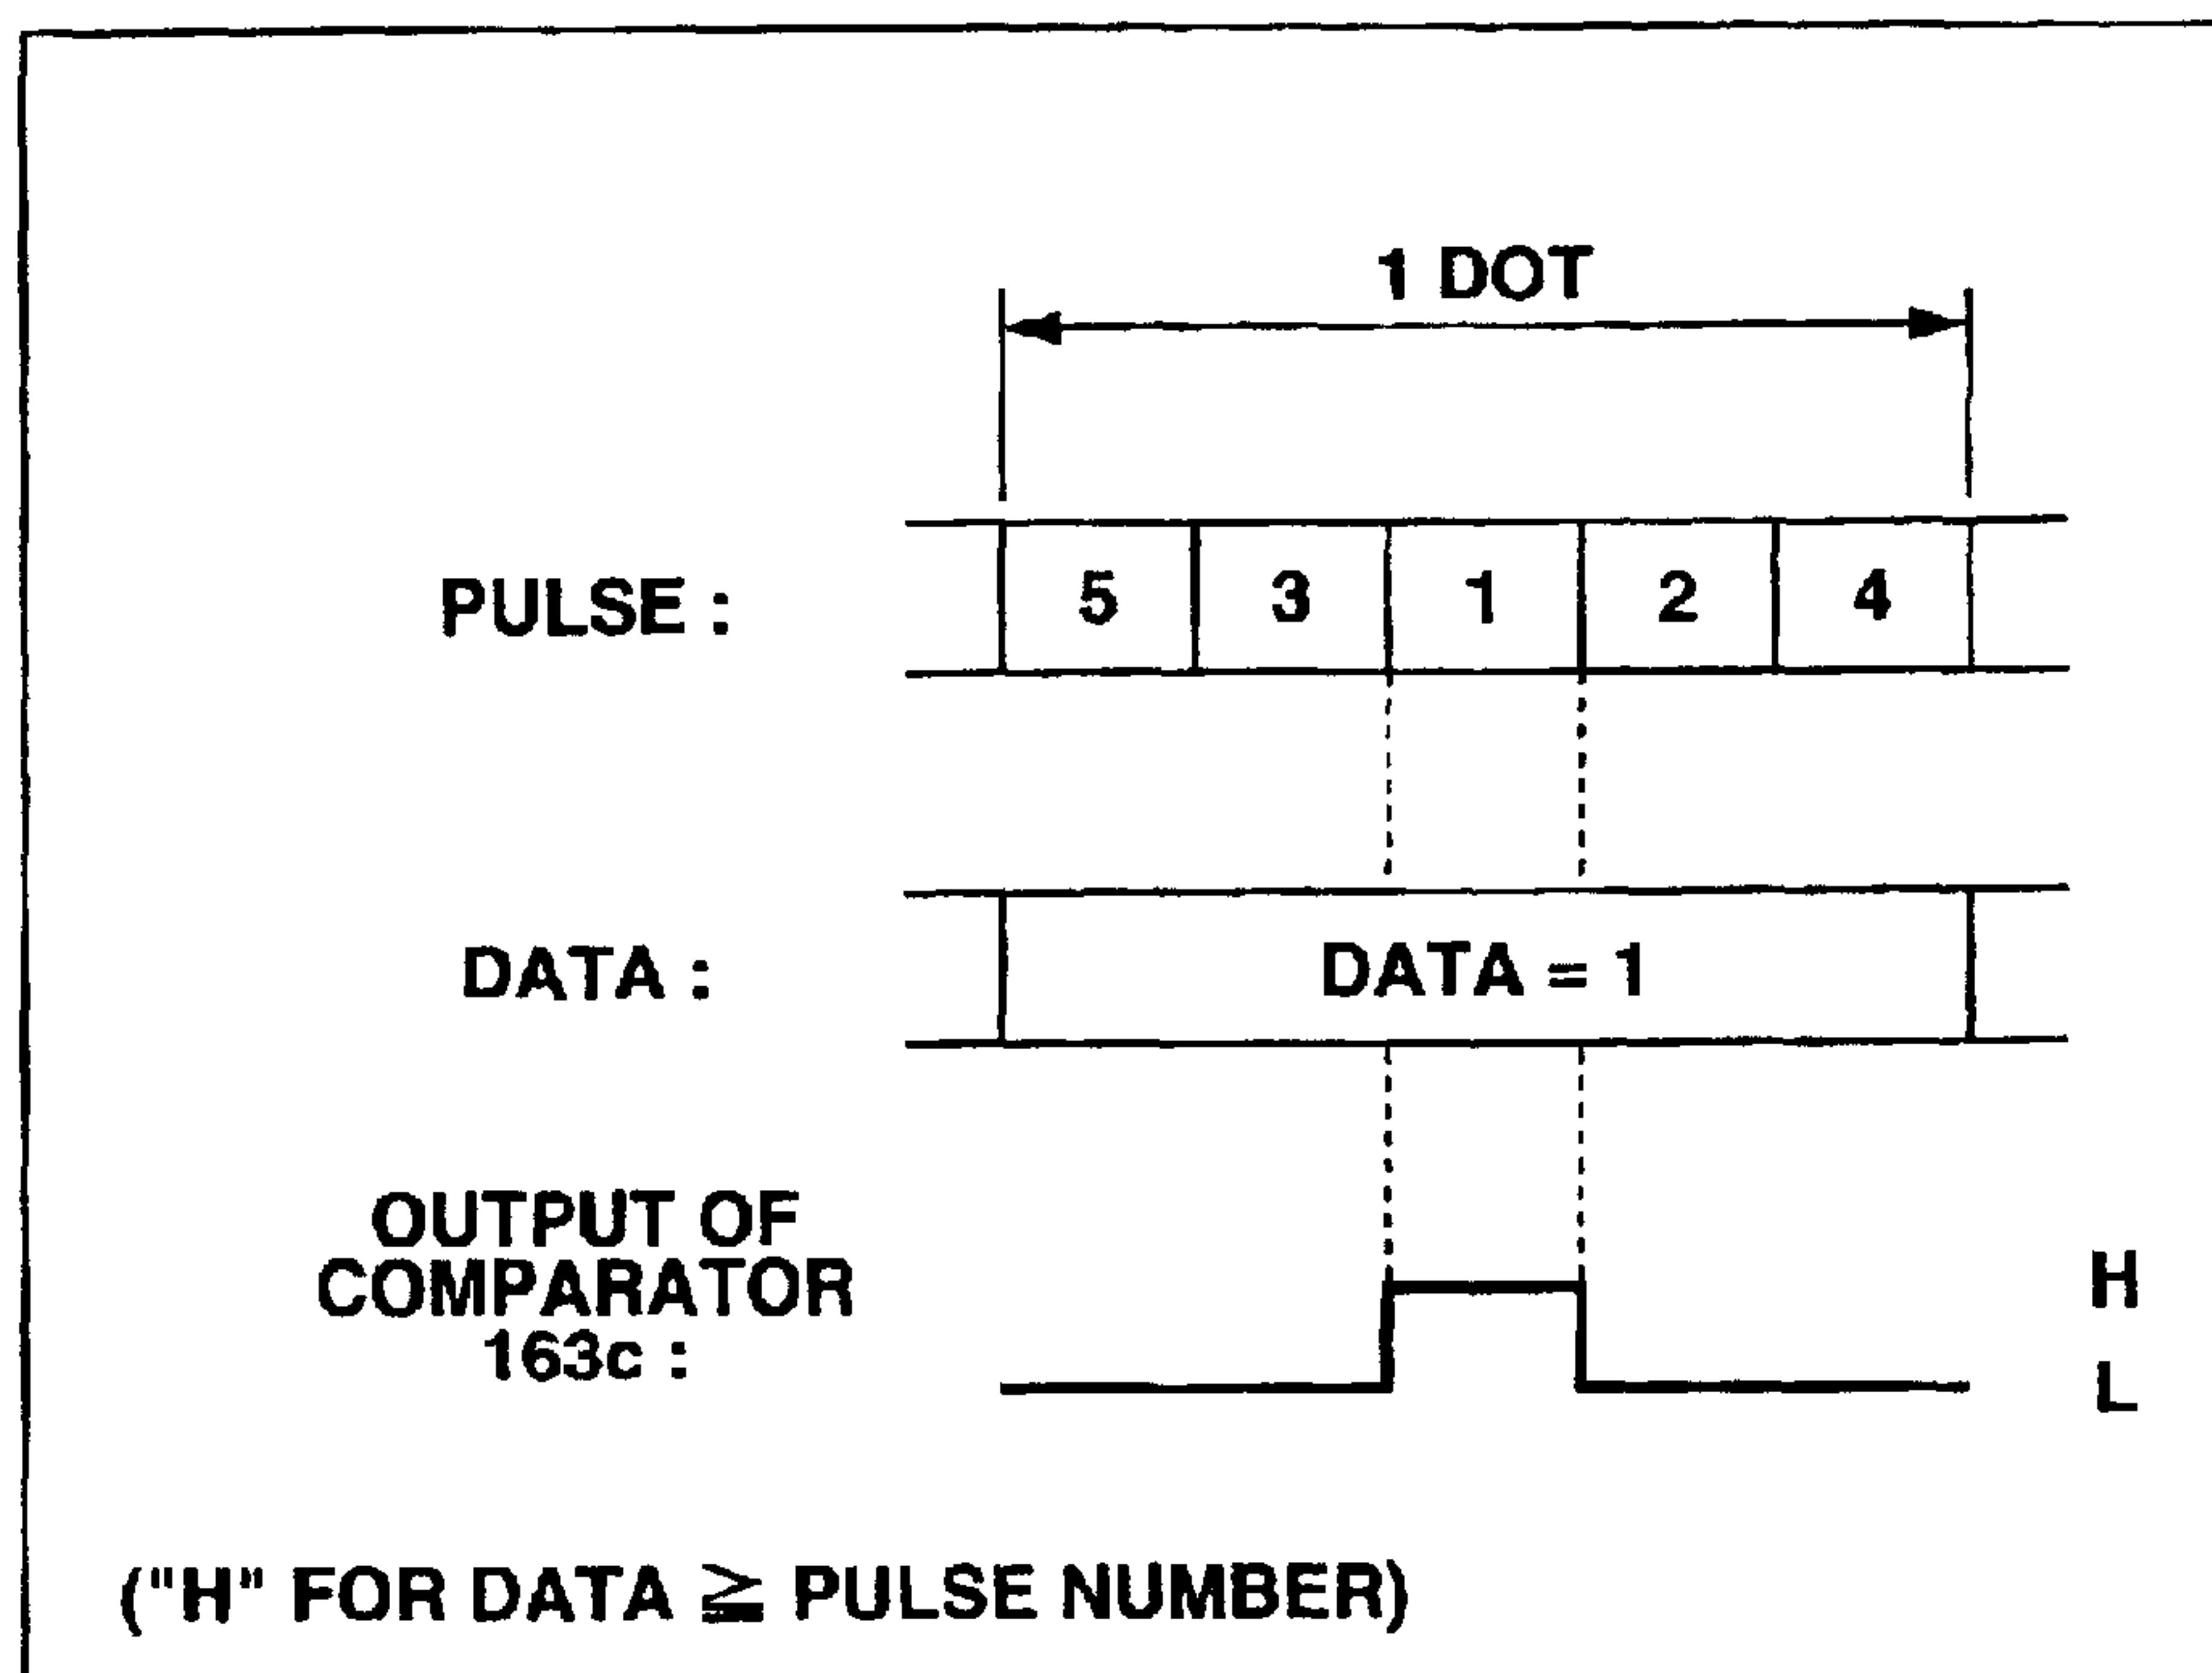 1 DOT
PULSE : 5 3 1 2 4
DATA : DATA = 1
OUTPUT OF
COMPARATOR
163c :
H
L
("H" FOR DATA ≧ PULSE NUMBER)